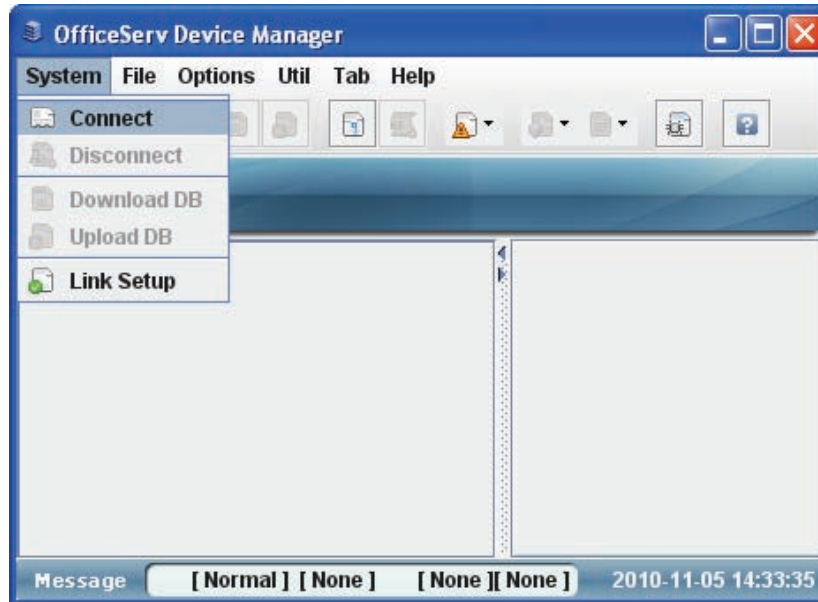 OfficeServ Device Manager
System File Options Util Tab Help
Connect
Disconnect
Download DB
Upload DB
Link Setup
Message [ Normal ] [ None ] [ None ][ None ] 2010-11-05 14:33:35